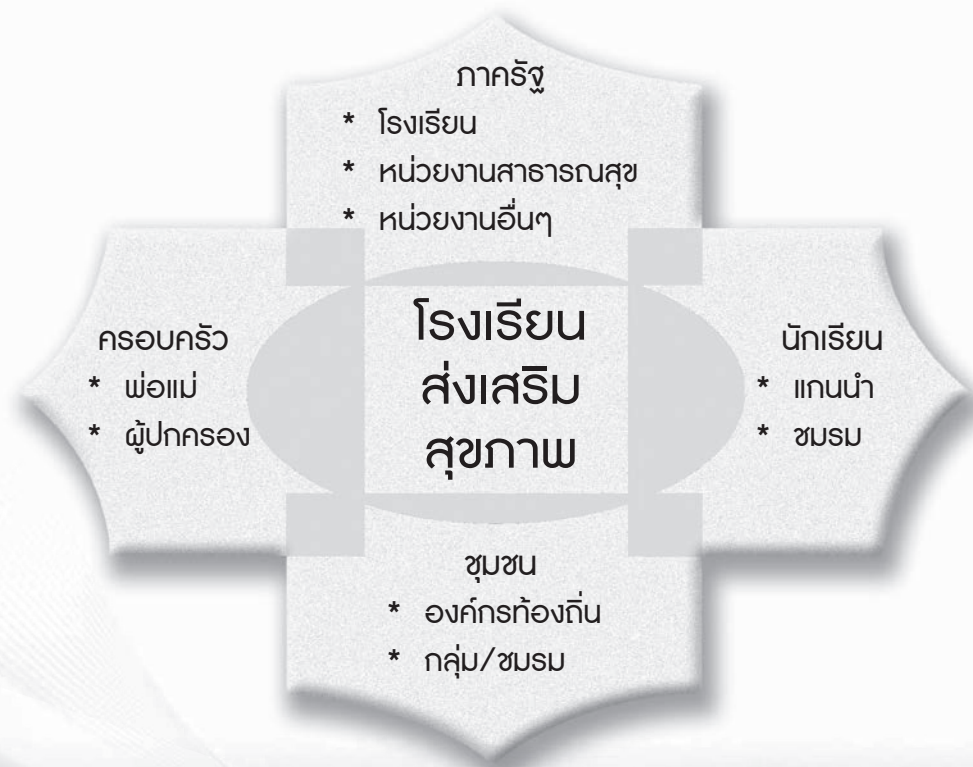 ภาครัฐ
* โรงเรียน
* หน่วยงานสาธารณสุข
* หน่วยงานอื่นๆ
ครอบครัว
* พ่อแม่
* ผู้ปกครอง
โรงเรียน
ส่งเสริม
สุขภาพ
นักเรียน
* แกนนำ
* ชมรม
ชุมชน
* องค์กรท้องถิ่น
* กลุ่ม/ชมรม